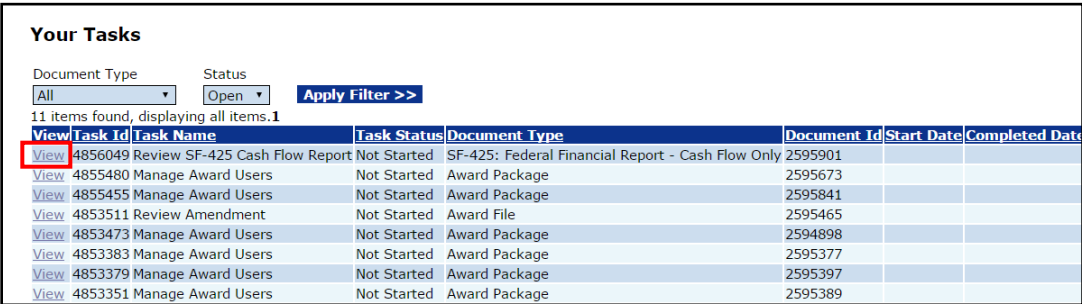 Your Tasks
Document Type Status
All Open Apply Filter >>
11 items found, displaying all items.1
View Task Id Task Name Task Status Document Type Document Id Start Date Completed Date
View 4856049 Review SF-425 Cash Flow Report Not Started SF-425: Federal Financial Report - Cash Flow Only 2595901
View 4855480 Manage Award Users Not Started Award Package 2595673
View 4855455 Manage Award Users Not Started Award Package 2595841
View 4853511 Review Amendment Not Started Award File 2595465
View 4853473 Manage Award Users Not Started Award Package 2594898
View 4853383 Manage Award Users Not Started Award Package 2595377
View 4853379 Manage Award Users Not Started Award Package 2595397
View 4853351 Manage Award Users Not Started Award Package 2595389